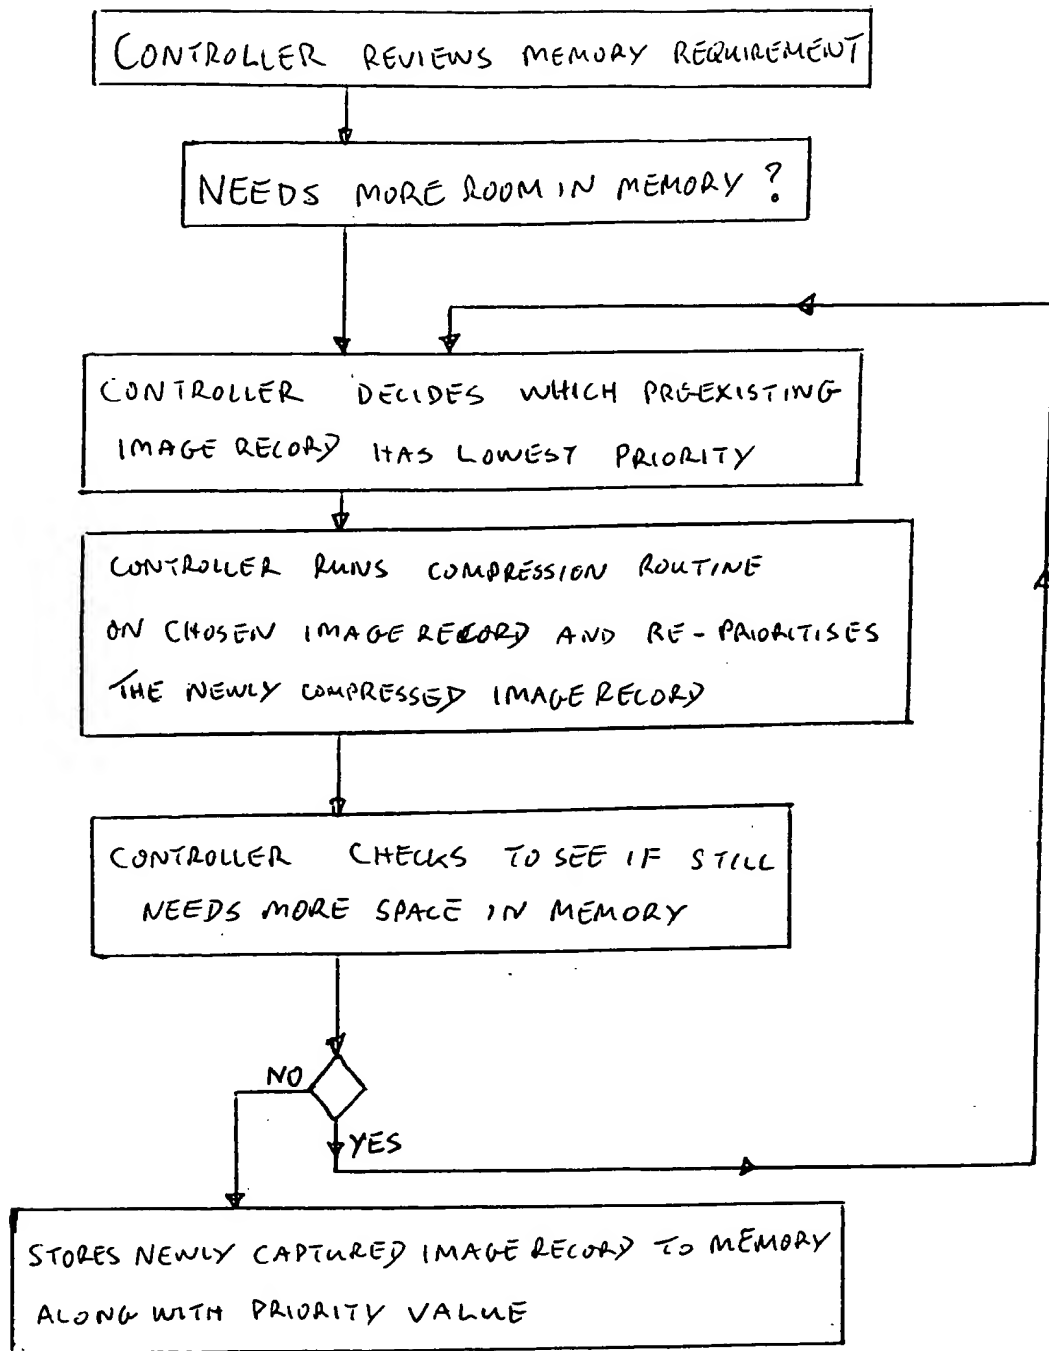 CONTROLLER REVIEWS MEMORY REQUIREMENT
NEEDS MORE ROOM IN MEMORY?
CONTROLLER DECIDES WHICH PRE-EXISTING
IMAGE RECORD HAS LOWEST PRIORITY
CONTROLLER RUNS COMPRESSION ROUTINE
ON CHOSEN IMAGE RECORD AND RE-PRIORITISES
THE NEWLY COMPRESSED IMAGE RECORD
CONTROLLER CHECKS TO SEE IF STILL
NEEDS MORE SPACE IN MEMORY
NO
YES
STORES NEWLY CAPTURED IMAGE RECORD TO MEMORY
ALONG WITH PRIORITY VALUE